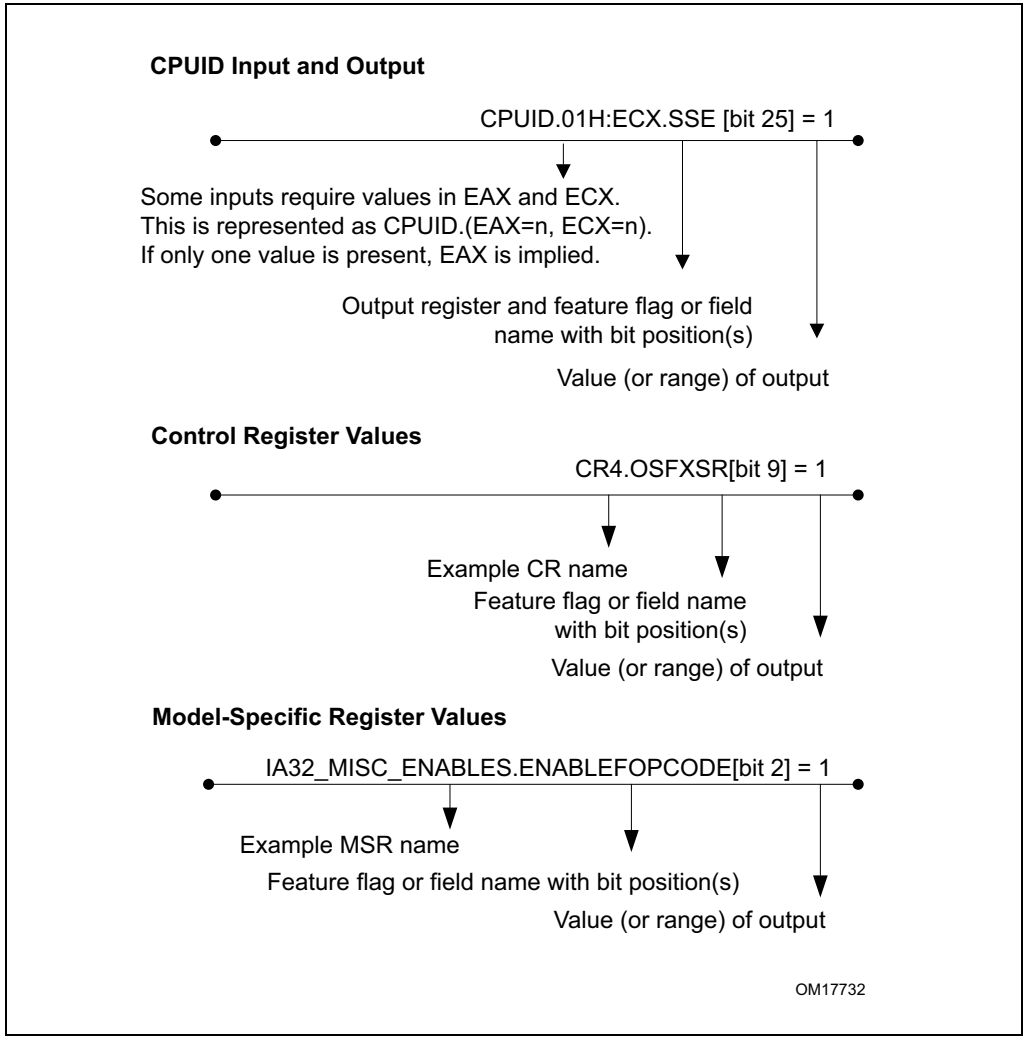 CPUID Input and Output
CPUID.01H:ECX.SSE [bit 25] = 1
Some inputs require values in EAX and ECX.
This is represented as CPUID.(EAX=n, ECX=n).
If only one value is present, EAX is implied.
Output register and feature flag or field
name with bit position(s)
Value (or range) of output
Control Register Values
CR4.OSFXSR[bit 9] = 1
Example CR name
Feature flag or field name
with bit position(s)
Value (or range) of output
Model-Specific Register Values
IA32_MISC_ENABLES.ENABLEFOPCODE[bit 2] = 1
Example MSR name
Feature flag or field name with bit position(s)
Value (or range) of output
OM17732